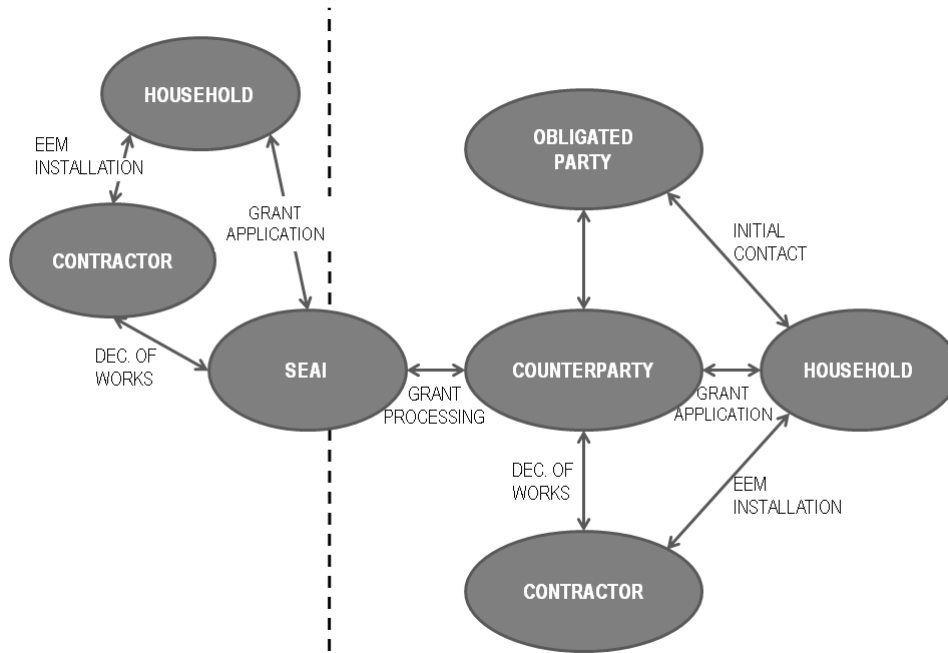 HOUSEHOLD
EEM
INSTALLATION
GRANT
APPLICATION
CONTRACTOR
DEC. OF
WORKS
SEAI
GRANT
PROCESSING
OBLIGATED
PARTY
INITIAL
CONTACT
COUNTERPARTY
GRANT
APPLICATION
HOUSEHOLD
DEC. OF
WORKS
EEM
INSTALLATION
CONTRACTOR